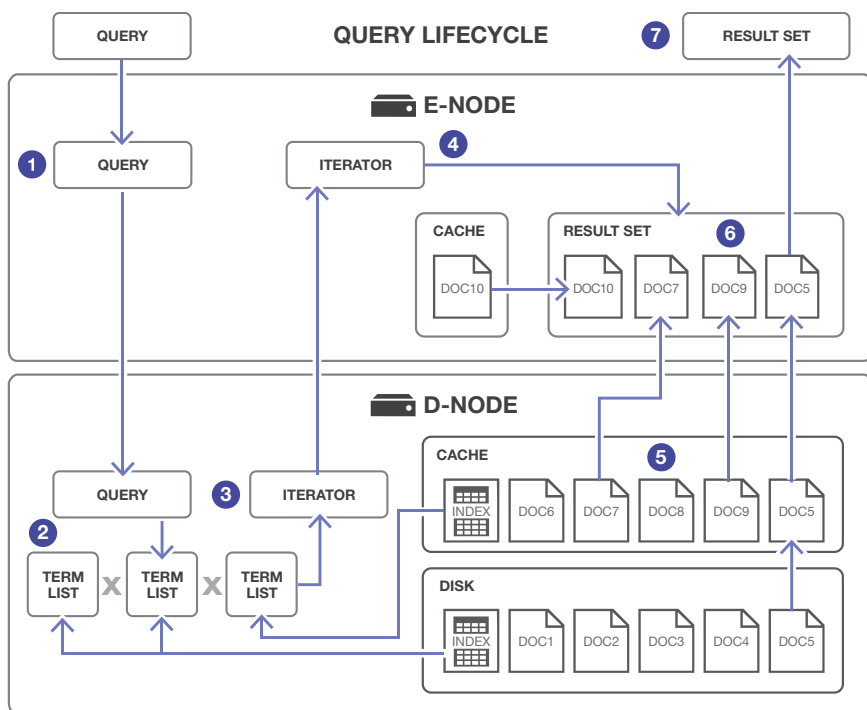 QUERY
QUERY LIFECYCLE
7
RESULT SET
E-NODE
1
QUERY
ITERATOR
4
CACHE
RESULT SET
6
DOC10
DOC10
DOC7
DOC9
DOC5
D-NODE
QUERY
3
ITERATOR
CACHE
5
INDEX
DOC6
DOC7
DOC8
DOC9
DOC5
2
TERM
LIST
X
TERM
LIST
X
TERM
LIST
DISK
INDEX
DOC1
DOC2
DOC3
DOC4
DOC5